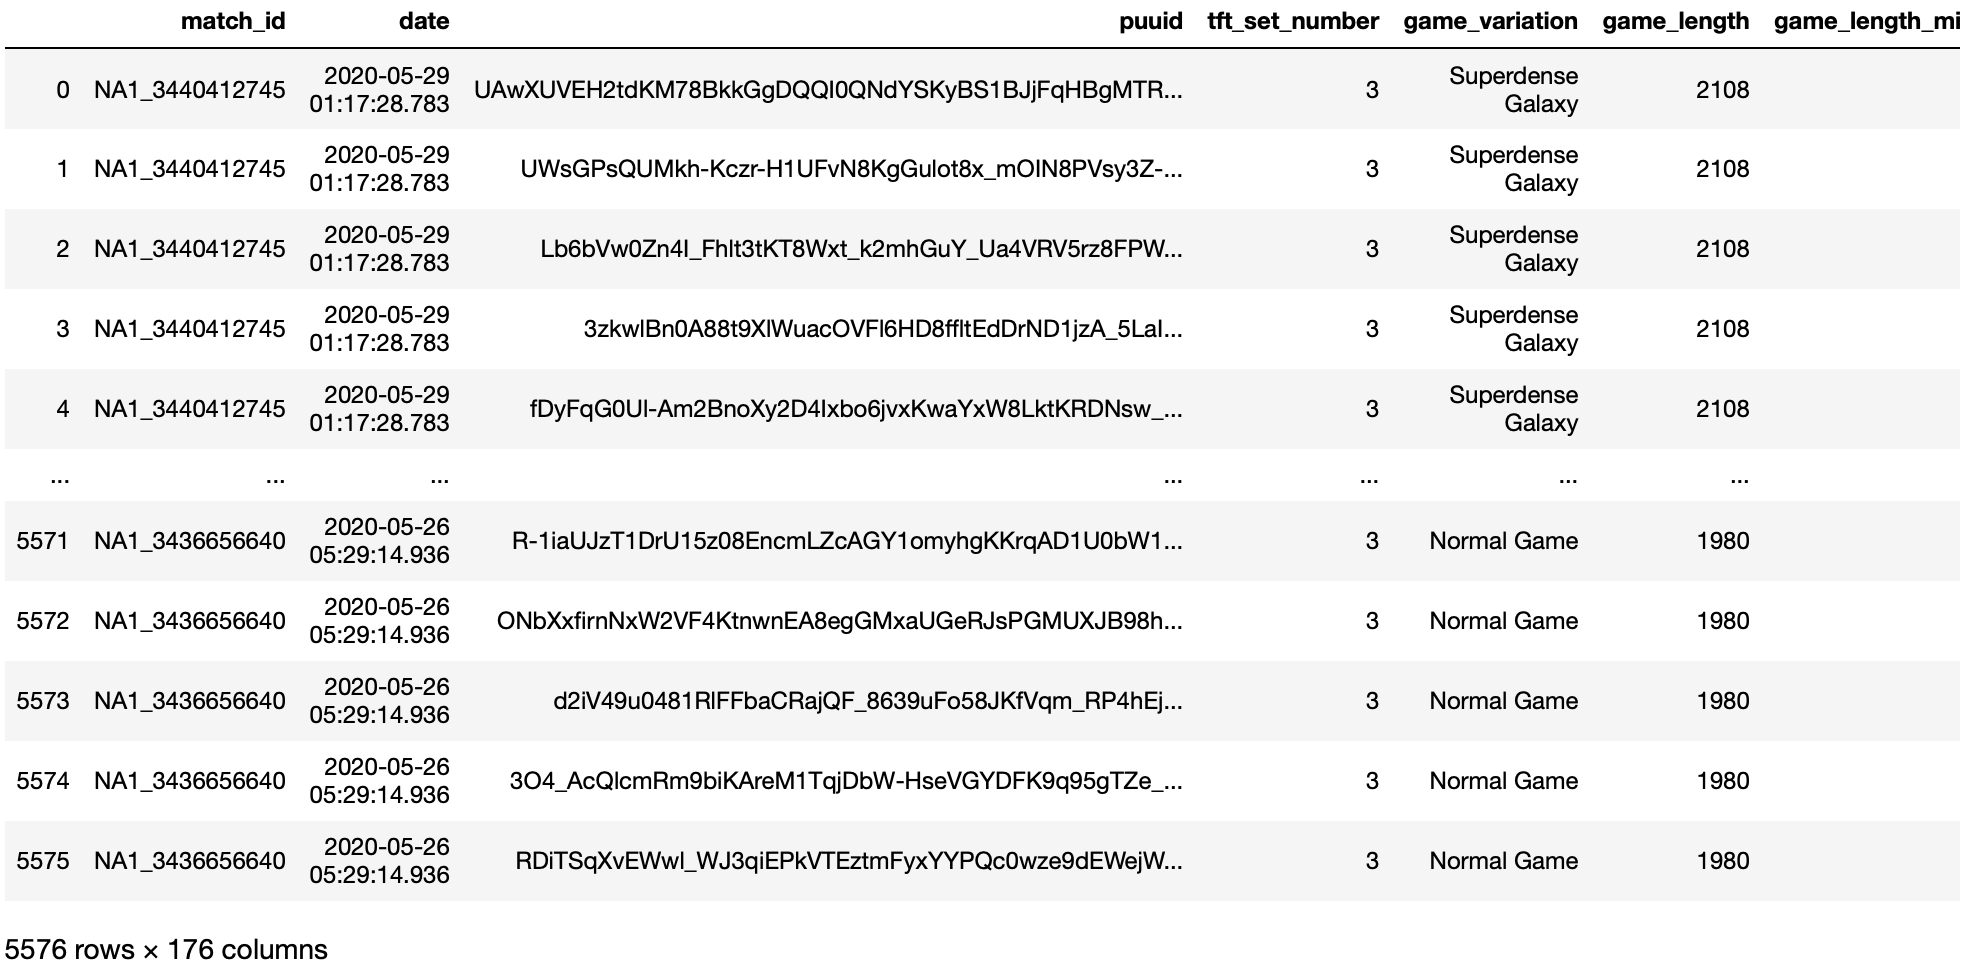 match_id date puuid tft_set_number game_variation game_length game_length_mi
0 NA1_3440412745 2020-05-29 01:17:28.783 UAwXUVEH2tdKM78BkkGgDQQI0QNdYSKyBS1BJjFqHBgMTR... 3 Superdense Galaxy 2108
1 NA1_3440412745 2020-05-29 01:17:28.783 UWsGPsQUMkh-Kczr-H1UFvN8KgGulot8x_mOIN8PVsy3Z-... 3 Superdense Galaxy 2108
2 NA1_3440412745 2020-05-29 01:17:28.783 Lb6bVw0Zn4I_Fhlt3tKT8Wxt_k2mhGuY_Ua4VRV5rz8FPW... 3 Superdense Galaxy 2108
3 NA1_3440412745 2020-05-29 01:17:28.783 3zkwlBn0A88t9XlWuacOVFl6HD8ffltEdDrND1jzA_5LaI... 3 Superdense Galaxy 2108
4 NA1_3440412745 2020-05-29 01:17:28.783 fDyFqG0Ul-Am2BnoXy2D4Ixbo6jvxKwaYxW8LktKRDNsw_... 3 Superdense Galaxy 2108
... ... ... ... ... ... ...
5571 NA1_3436656640 2020-05-26 05:29:14.936 R-1iaUJzT1DrU15z08EncmLZcAGY1omyhgKKrqAD1U0bW1... 3 Normal Game 1980
5572 NA1_3436656640 2020-05-26 05:29:14.936 ONbXxfirnNxW2VF4KtnwnEA8egGMxaUGeRJsPGMUXJB98h... 3 Normal Game 1980
5573 NA1_3436656640 2020-05-26 05:29:14.936 d2iV49u0481RlFFbaCRajQF_8639uFo58JKfVqm_RP4hEj... 3 Normal Game 1980
5574 NA1_3436656640 2020-05-26 05:29:14.936 3O4_AcQlcmRm9biKAreM1TqjDbW-HseVGYDFK9q95gTZe_... 3 Normal Game 1980
5575 NA1_3436656640 2020-05-26 05:29:14.936 RDiTSqXvEWwl_WJ3qiEPkVTEztmFyxYYPQc0wze9dEWejW... 3 Normal Game 1980
5576 rows × 176 columns